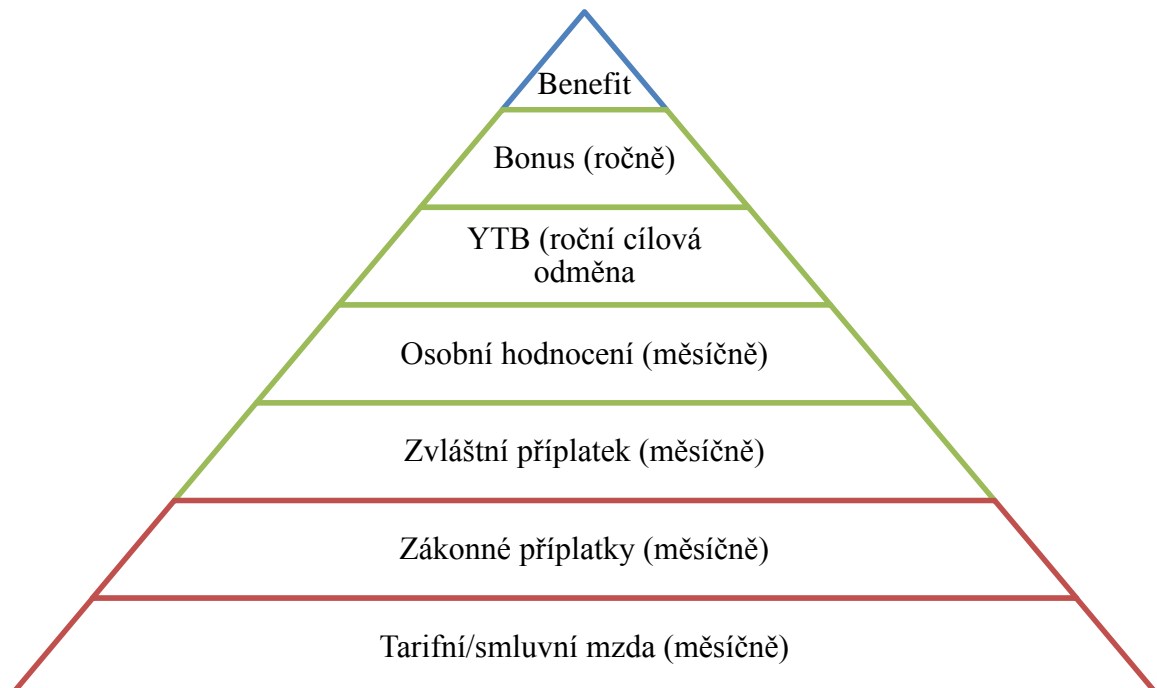 Benefit
Bonus (ročně)
YTB (roční cílová
odměna
Osobní hodnocení (měsíčně)
Zvláštní příplatek (měsíčně)
Zákonné příplatky (měsíčně)
Tarifní/smluvní mzda (měsíčně)